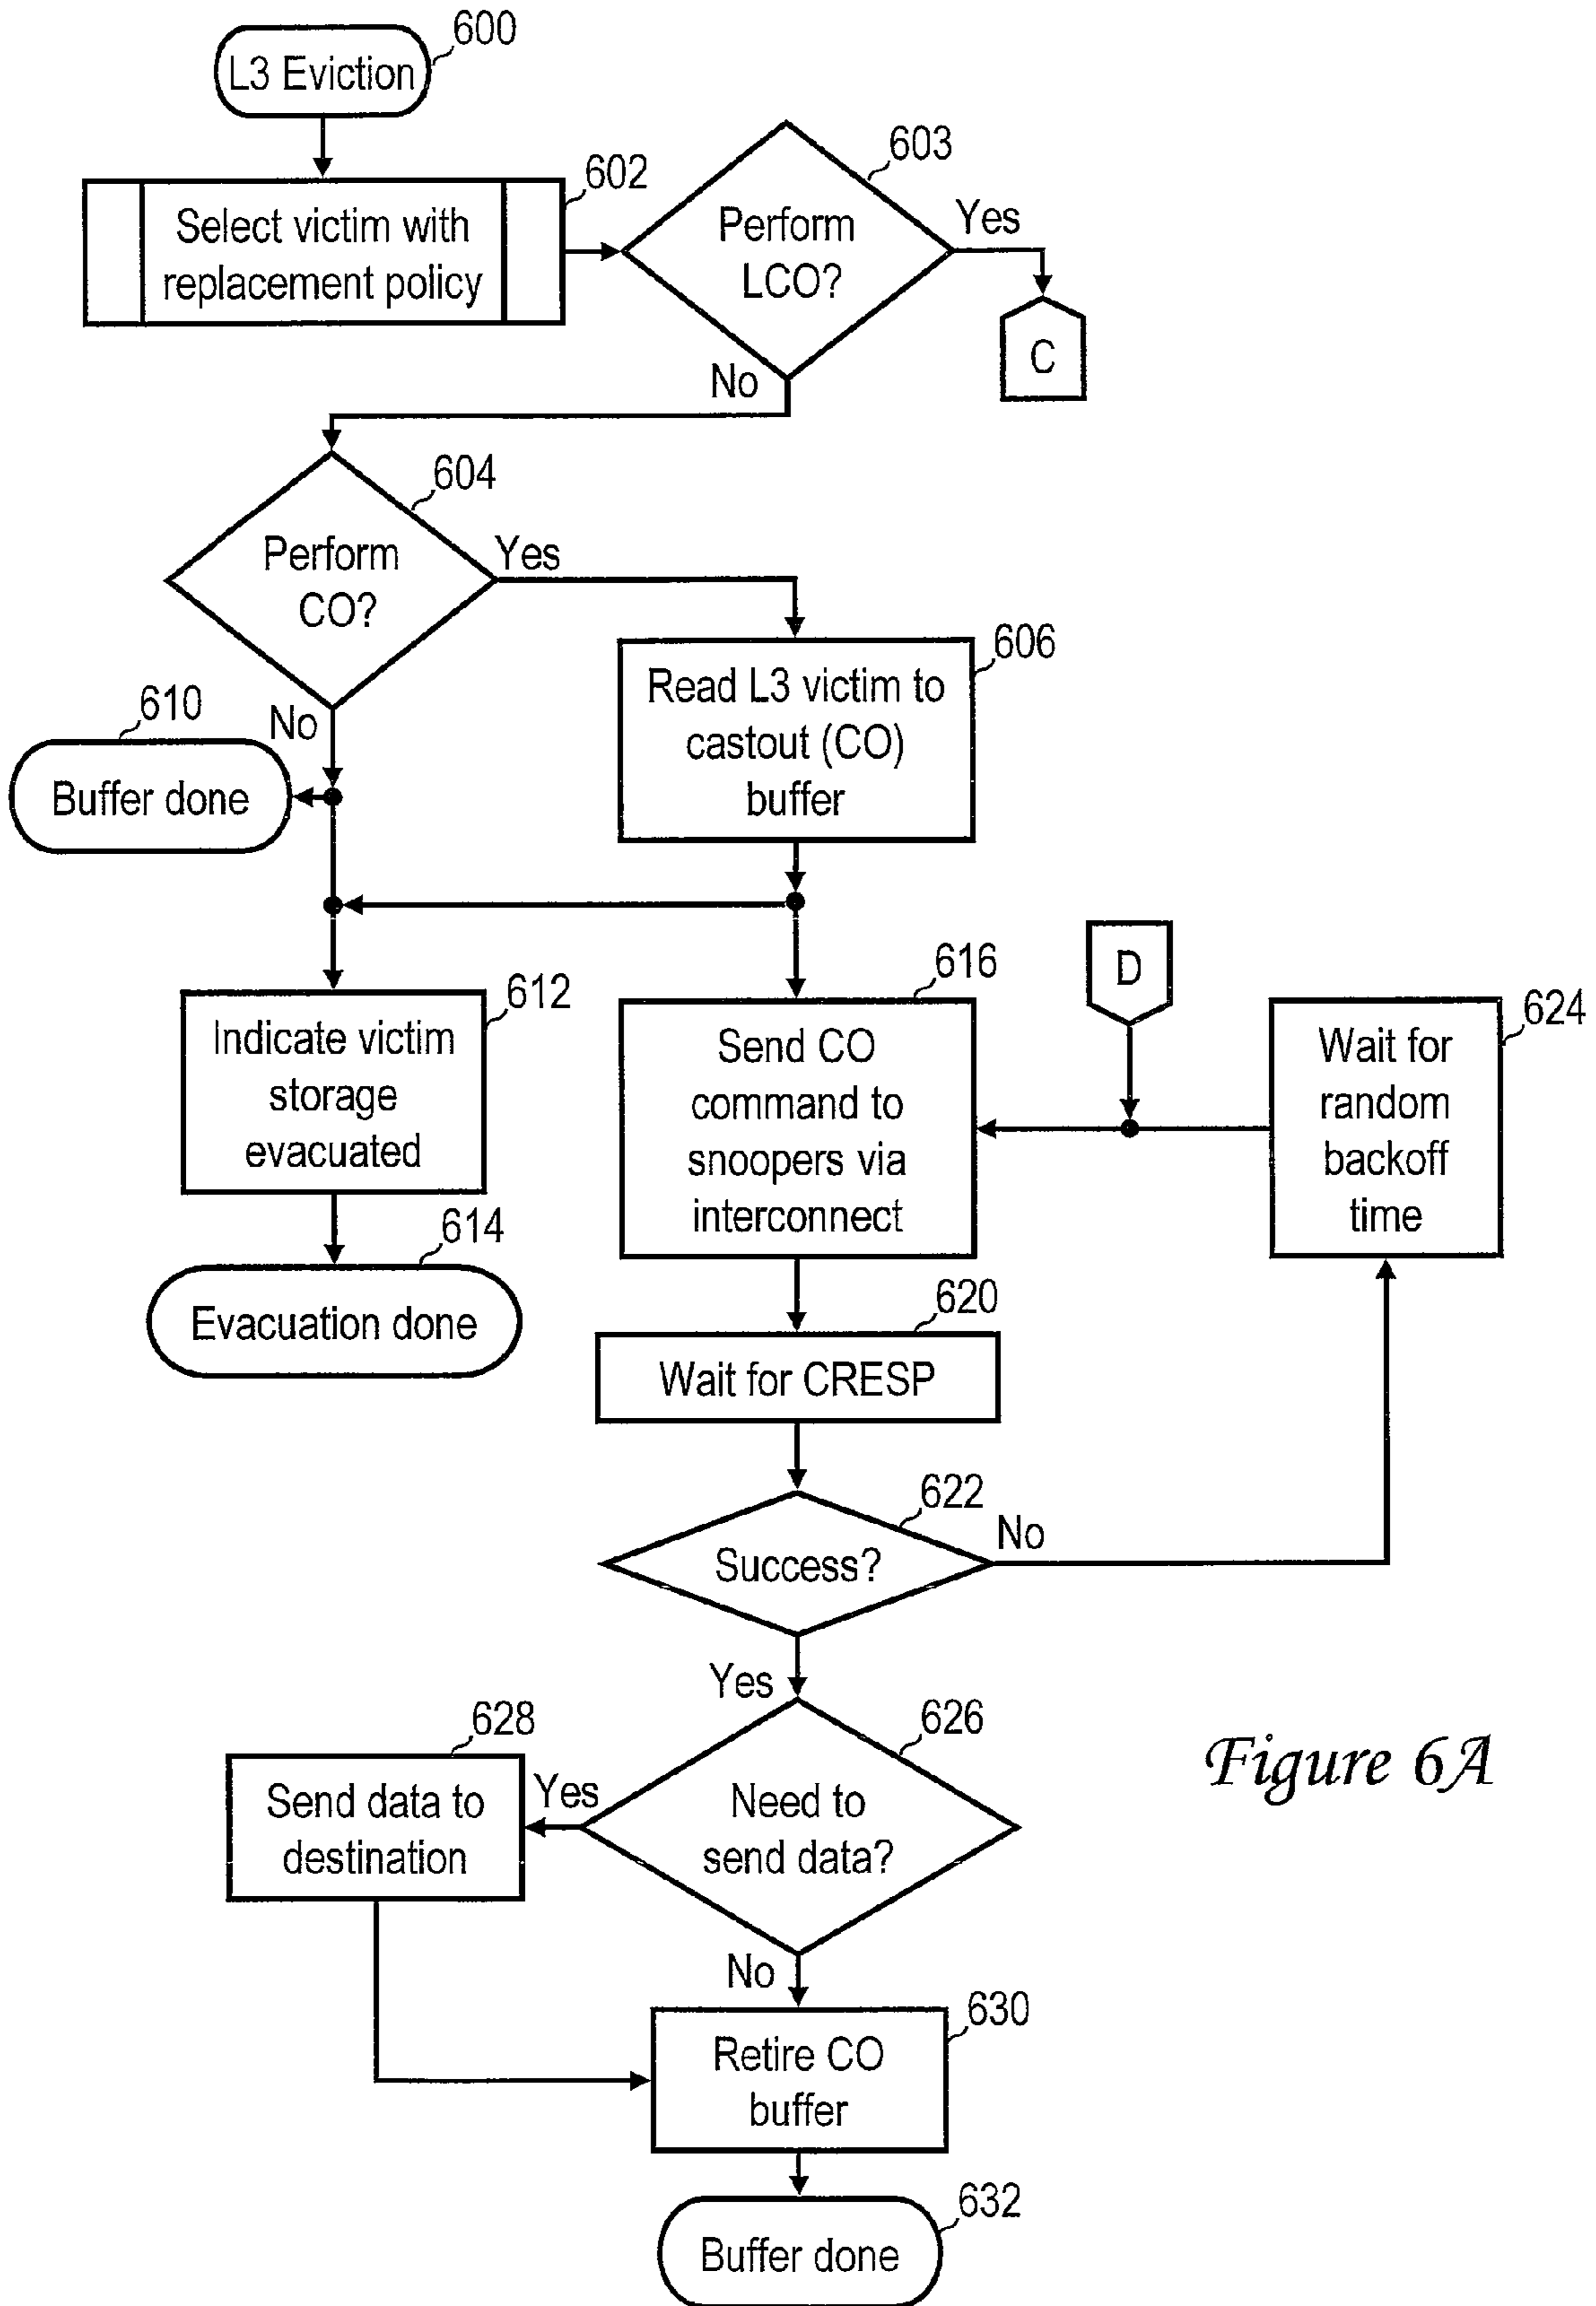 600
L3 Eviction
602
Select victim with
replacement policy
603
Perform
LCO?
Yes
C
No
604
Perform
CO?
Yes
606
Read L3 victim to
castout (CO)
buffer
No
610
Buffer done
612
Indicate victim
storage
evacuated
614
Evacuation done
616
Send CO
command to
snoopers via
interconnect
D
624
Wait for
random
backoff
time
620
Wait for CRESP
622
Success?
No
Yes
626
Need to
send data?
Yes
628
Send data to
destination
No
630
Retire CO
buffer
632
Buffer done
Figure 6A